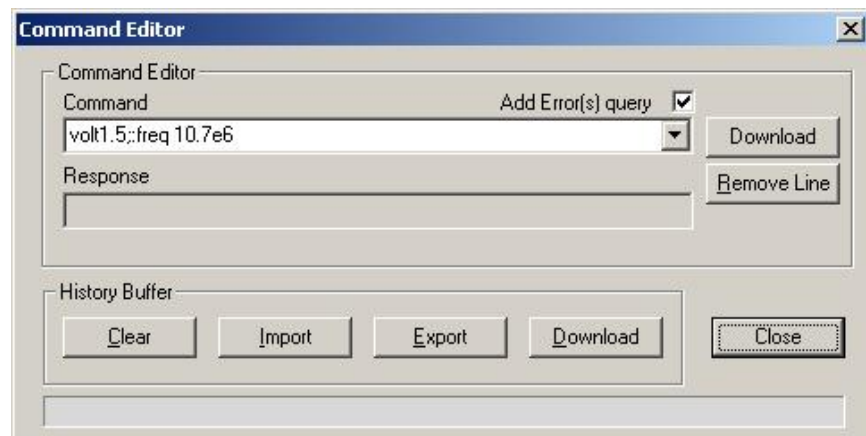 Command Editor
Command Editor
Command Add Error(s) query
volt1.5;:freq 10.7e6
Download
Response
Remove Line
History Buffer
Clear Import Export Download Close